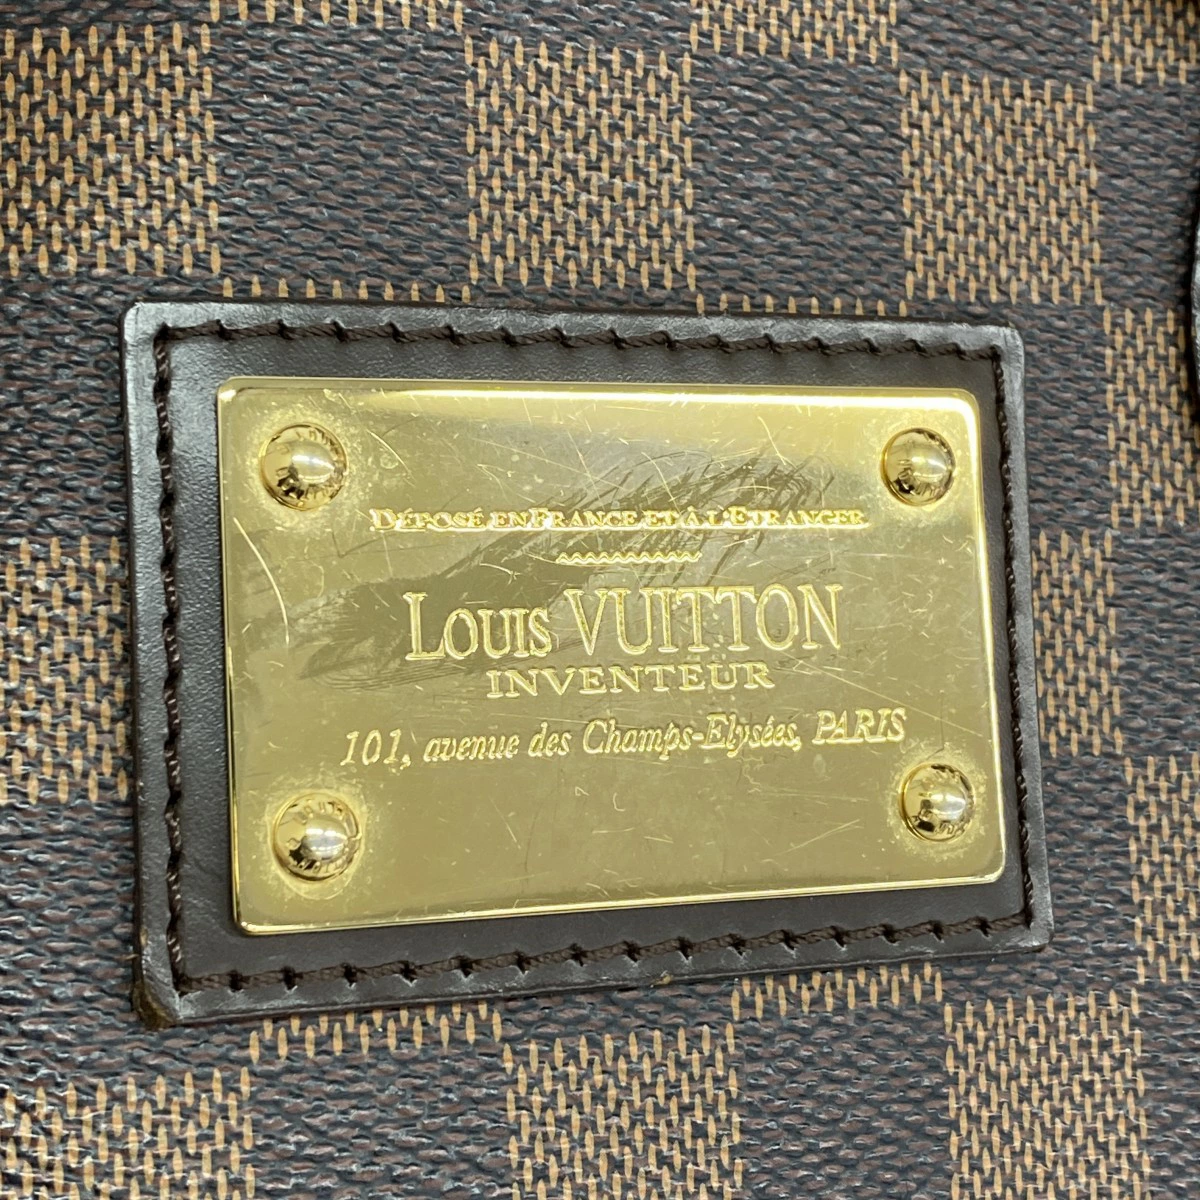 DÉPOSÉ EN FRANCE ET À L'ETRANGER
LOUIS VUITTON
INVENTEUR
101, avenue des Champs-Elysées, PARIS